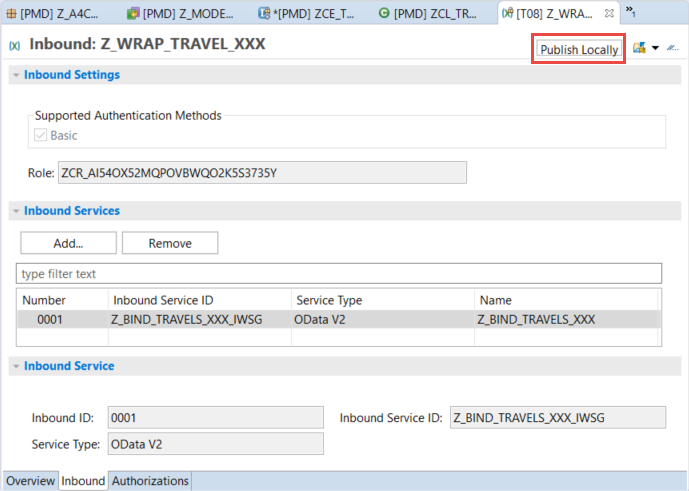 [PMD] Z_A4C... [PMD] Z_MODE... [PMD] ZCE_T... *[PMD] ZCE_T... [PMD] ZCL_TR... [T08] Z_WRA... »1
Inbound: Z_WRAP_TRAVEL_XXX
Publish Locally
Inbound Settings
Supported Authentication Methods
Basic
Role: ZCR_AI54OX52MQPOVBWQO2K5S3735Y
Inbound Services
Add... Remove
type filter text
Number Inbound Service ID Service Type Name
0001 Z_BIND_TRAVELS_XXX_IWSG OData V2 Z_BIND_TRAVELS_XXX
Inbound Service
Inbound ID: 0001 Inbound Service ID: Z_BIND_TRAVELS_XXX_IWSG
Service Type: OData V2
Overview Inbound Authorizations